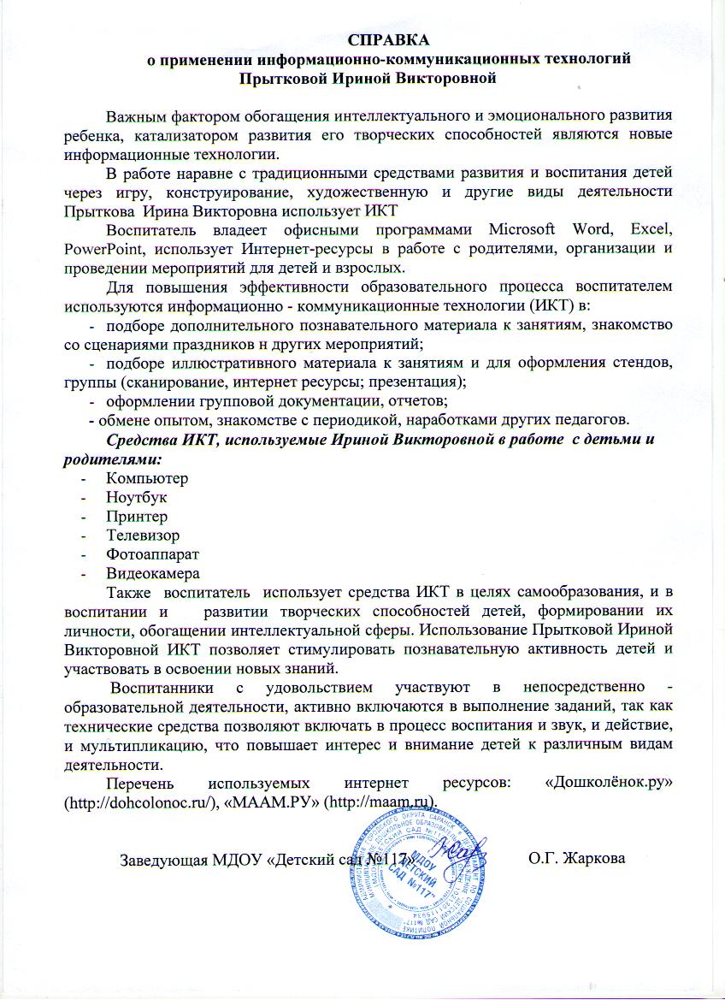 СПРАВКА
о применении информационно-коммуникационных технологий
Прытковой Ириной Викторовной
Важным фактором обогащения интеллектуального и эмоционального развития
ребенка, катализатором развития его творческих способностей являются новые
информационные технологии.
В работе наравне с традиционными средствами развития и воспитания детей
через игру, конструирование, художественную и другие виды деятельности
Прыткова Ирина Викторовна использует ИКТ
Воспитатель владеет офисными программами Microsoft Word, Excel,
PowerPoint, использует Интернет-ресурсы в работе с родителями, организации и
проведении мероприятий для детей и взрослых.
Для повышения эффективности образовательного процесса воспитателем
используются информационно - коммуникационные технологии (ИКТ) в:
- подборе дополнительного познавательного материала к занятиям, знакомство
со сценариями праздников н других мероприятий;
- подборе иллюстративного материала к занятиям и для оформления стендов,
группы (сканирование, интернет ресурсы; презентация);
- оформлении групповой документации, отчетов;
- обмене опытом, знакомстве с периодикой, наработками других педагогов.
Средства ИКТ, используемые Ириной Викторовной в работе с детьми и
родителями:
- Компьютер
- Ноутбук
- Принтер
- Телевизор
- Фотоаппарат
- Видеокамера
Также воспитатель использует средства ИКТ в целях самообразования, и в
воспитании и развитии творческих способностей детей, формировании их
личности, обогащении интеллектуальной сферы. Использование Прытковой Ириной
Викторовной ИКТ позволяет стимулировать познавательную активность детей и
участвовать в освоении новых знаний.
Воспитанники с удовольствием участвуют в непосредственно -
образовательной деятельности, активно включаются в выполнение заданий, так как
технические средства позволяют включать в процесс воспитания и звук, и действие,
и мультипликацию, что повышает интерес и внимание детей к различным видам
деятельности.
Перечень используемых интернет ресурсов: «Дошколёнок.ру»
(http://dohcolonoc.ru/), «МААМ.РУ» (http://maam.ru).
Заведующая МДОУ «Детский сад №117» О.Г. Жаркова
МДОУ
"ДЕТСКИЙ
САД №117"